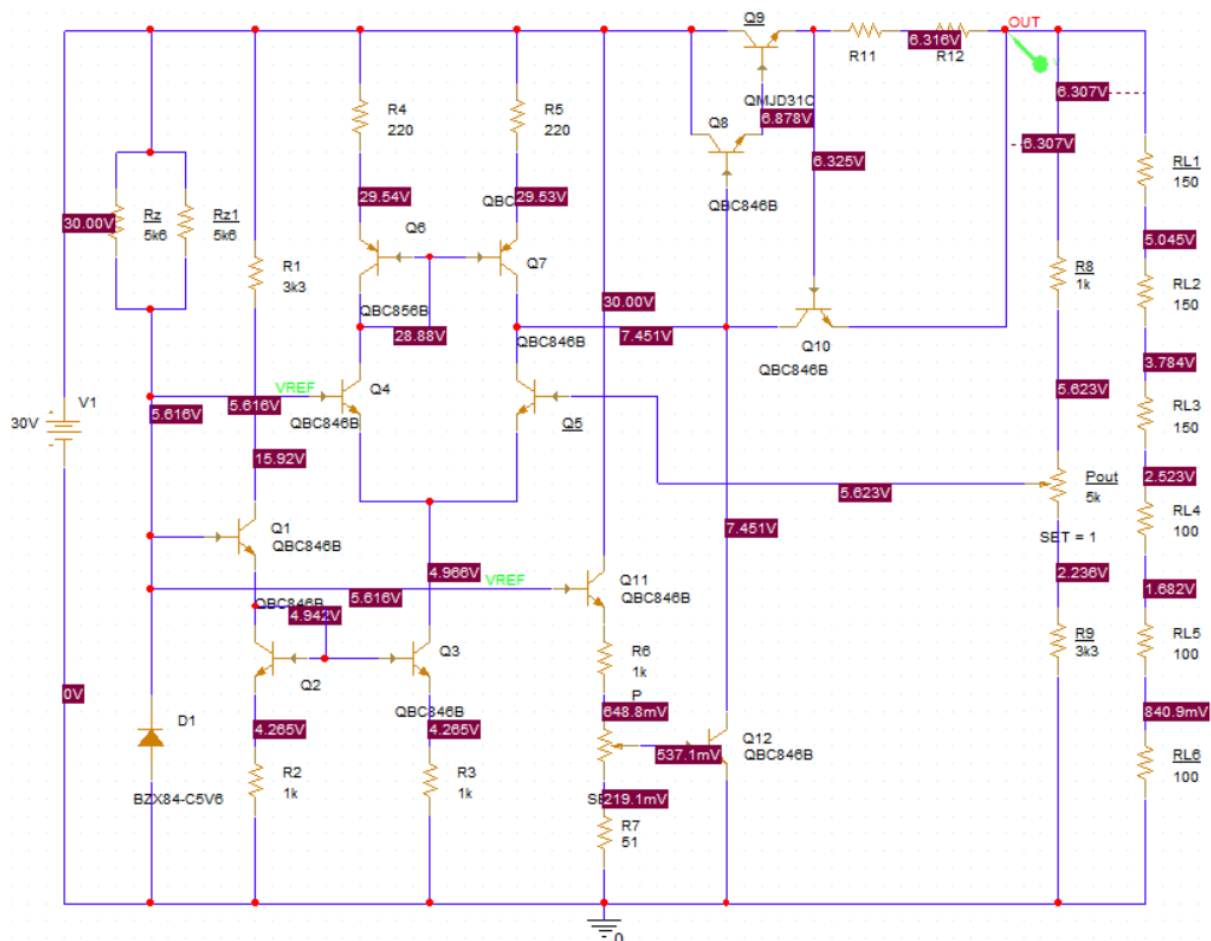 Q9
OUT
R11
6.316V
R12
QMJD31C
6.878V
Q8
6.307V
6.307V
R4
220
R5
220
6.325V
RL1
150
29.54V
QBC
29.53V
QBC846B
30.00V
Rz
5k6
Rz1
5k6
Q6
Q7
5.045V
R1
3k3
R8
1k
RL2
150
QBC856B
30.00V
28.88V
QBC846B
7.451V
Q10
QBC846B
3.784V
VREF
Q4
V1
30V
5.616V
5.616V
QBC846B
Q5
5.623V
RL3
150
15.92V
2.523V
5.623V
Pout
5k
RL4
100
Q1
QBC846B
7.451V
SET = 1
4.966V
VREF
Q11
QBC846B
2.236V
1.682V
QBC846B
4.942V
5.616V
R9
3k3
RL5
100
Q3
Q2
R6
1k
0V
P
QBC846B
648.8mV
840.9mV
D1
4.265V
4.265V
537.1mV
Q12
QBC846B
RL6
100
R2
1k
R3
1k
BZX84-C5V6
219.1mV
R7
51
0